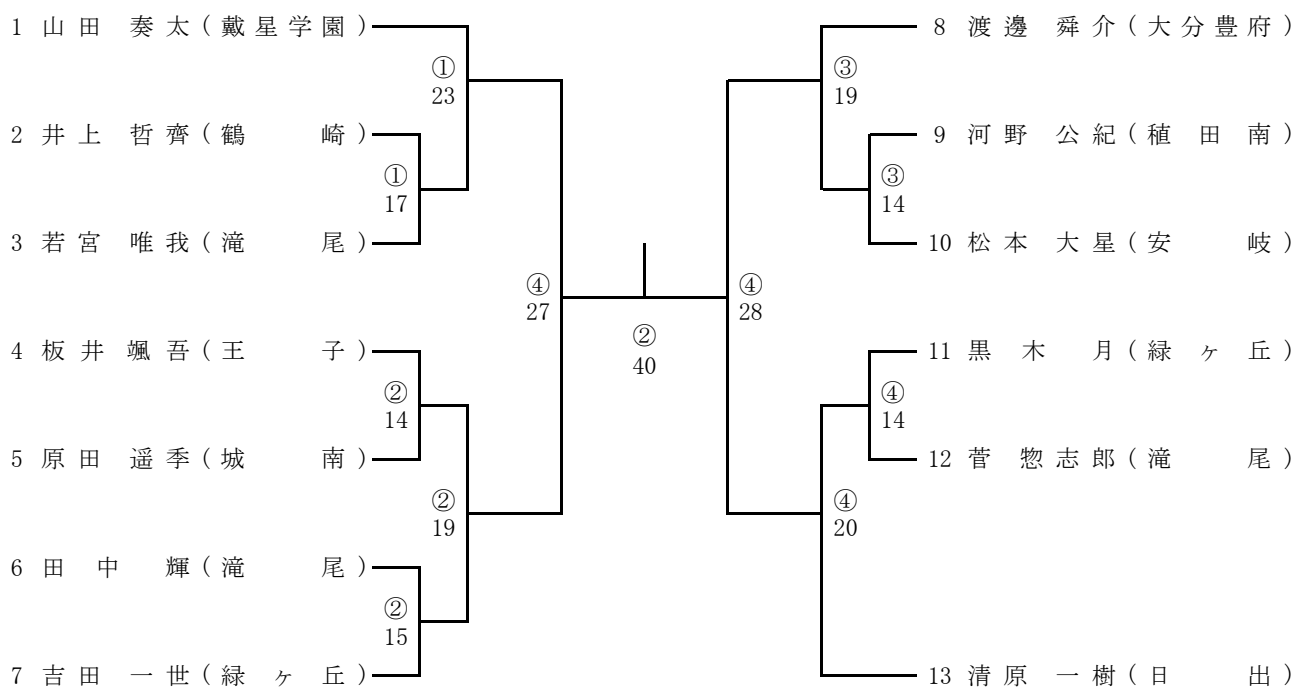 1 山田 奏太(戴星学園)
①
23
2 井上 哲齊(鶴崎)
①
17
3 若宮 唯我(滝尾)
④
27
4 板井 颯吾(王子)
②
14
5 原田 遥季(城南)
②
19
6 田中 輝(滝尾)
②
15
7 吉田 一世(緑ヶ丘)
②
40
8 渡邊 舜介(大分豊府)
③
19
9 河野 公紀(稙田南)
③
14
10 松本 大星(安岐)
④
28
11 黒木 月(緑ヶ丘)
④
14
12 菅 惣志郎(滝尾)
④
20
13 清原 一樹(日出)